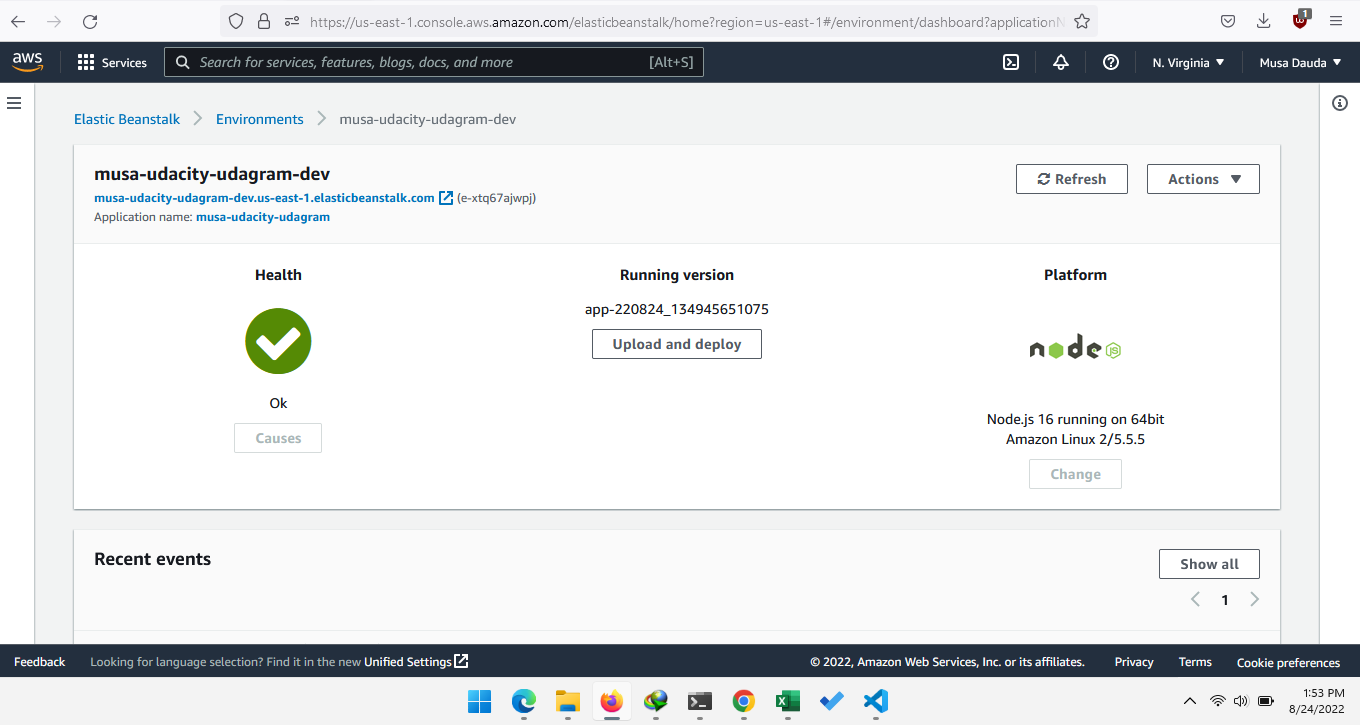 https://us-east-1.console.aws.amazon.com/elasticbeanstalk/home?region=us-east-1#/environment/dashboard?applicationN
1
aws
Services
Search for services, features, blogs, docs, and more
[Alt+S]
N. Virginia
Musa Dauda
Elastic Beanstalk
Environments
musa-udacity-udagram-dev
musa-udacity-udagram-dev
Refresh
Actions
musa-udacity-udagram-dev.us-east-1.elasticbeanstalk.com (e-xtq67ajwpj)
Application name: musa-udacity-udagram
Health
Ok
Causes
Running version
app-220824_134945651075
Upload and deploy
Platform
node JS
Node.js 16 running on 64bit
Amazon Linux 2/5.5.5
Change
Recent events
Show all
1
Feedback
Looking for language selection? Find it in the new Unified Settings
© 2022, Amazon Web Services, Inc. or its affiliates.
Privacy
Terms
Cookie preferences
1:53 PM
8/24/2022